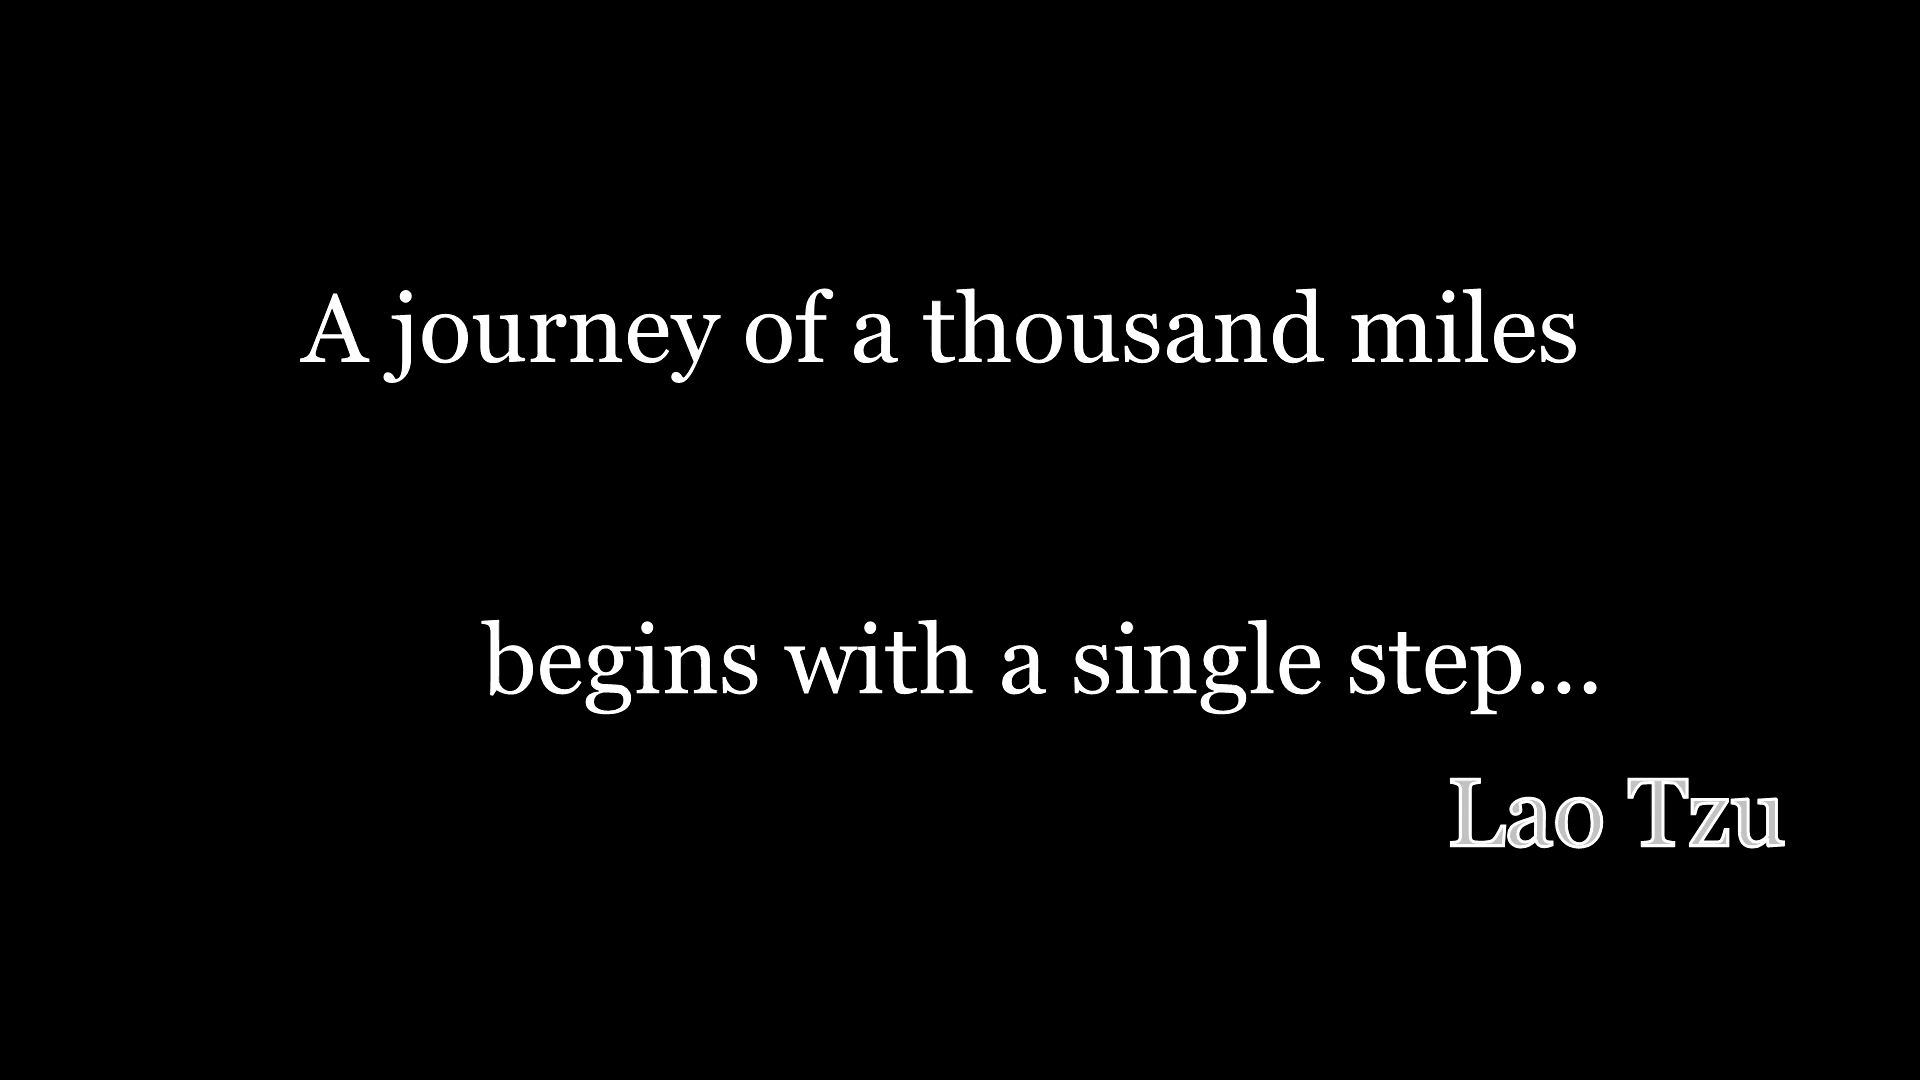 A journey of a thousand miles
begins with a single step...
Lao Tzu